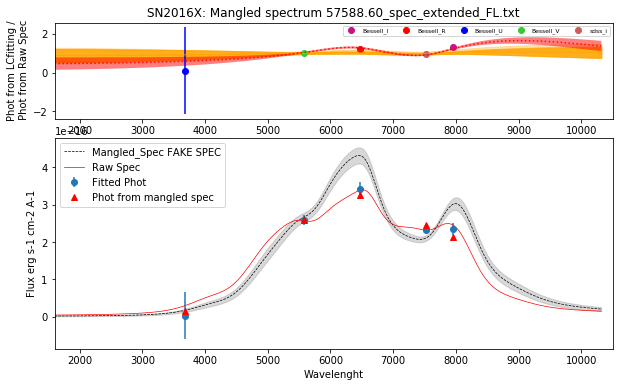 SN2016X: Mangled spectrum 57588.60_spec_extended_FL.txt
Phot from LCfitting /
Phot from Raw Spec
2
0
−2
Bessell_I
Bessell_R
Bessell_U
Bessell_V
sdss_i
2000
3000
4000
5000
6000
7000
8000
9000
10000
Flux erg s-1 cm-2 A-1
4
3
2
1
0
Mangled_Spec FAKE SPEC
Raw Spec
Fitted Phot
Phot from mangled spec
2000
3000
4000
5000
6000
7000
8000
9000
10000
Wavelenght